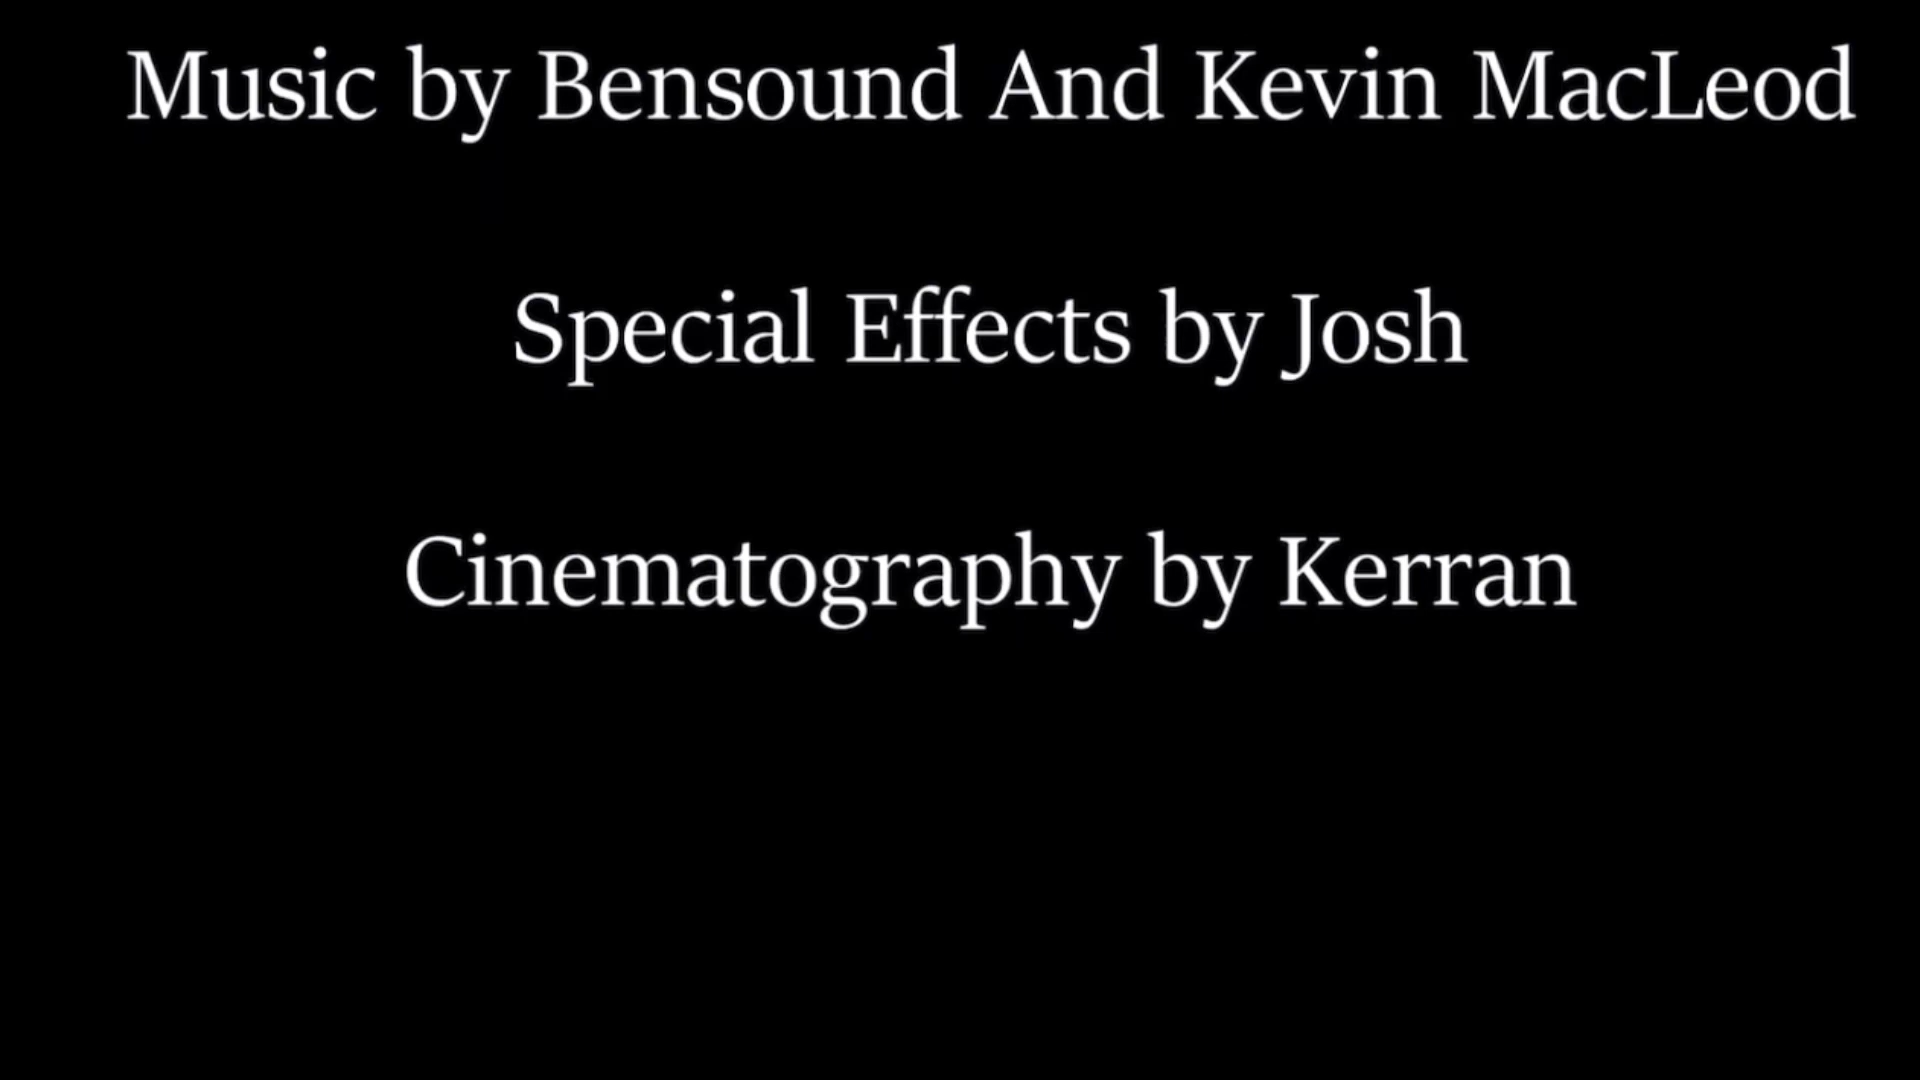 Music by Bensound And Kevin MacLeod
Special Effects by Josh
Cinematography by Kerran